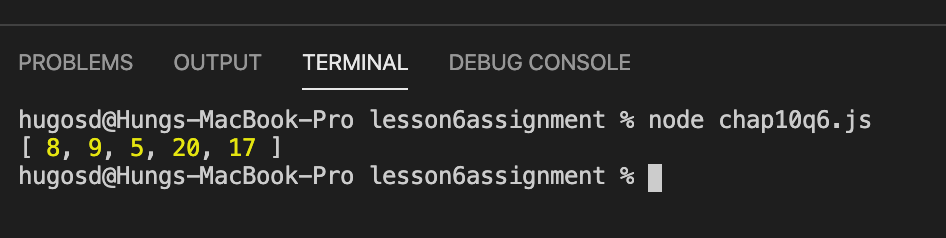 PROBLEMS OUTPUT TERMINAL DEBUG CONSOLE
hugosd@Hungs-MacBook-Pro lesson6assignment % node chap10q6.js
[ 8, 9, 5, 20, 17 ]
hugosd@Hungs-MacBook-Pro lesson6assignment %